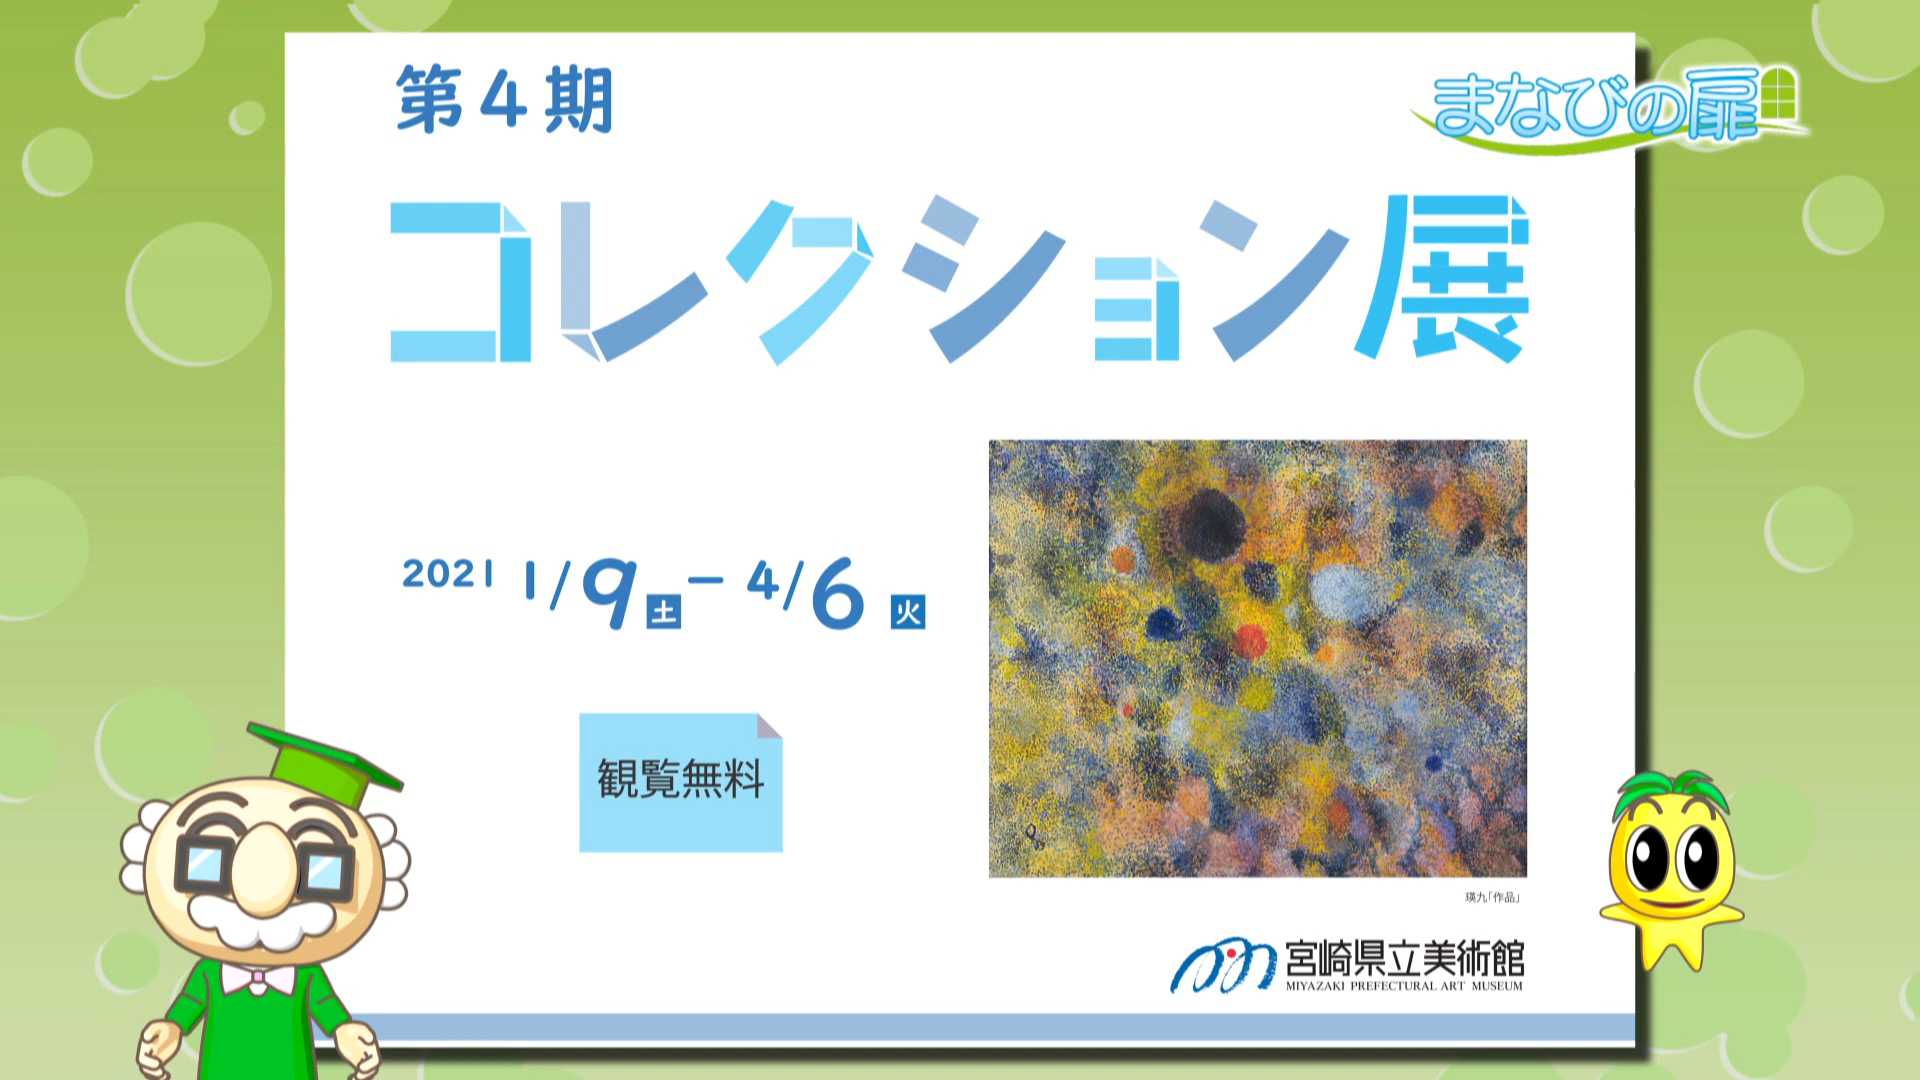 第4期
まなびの扉
コレクション展
2021 1/9 土 － 4/6 火
観覧無料
瑛九「作品」
宮崎県立美術館
MIYAZAKI PREFECTURAL ART MUSEUM